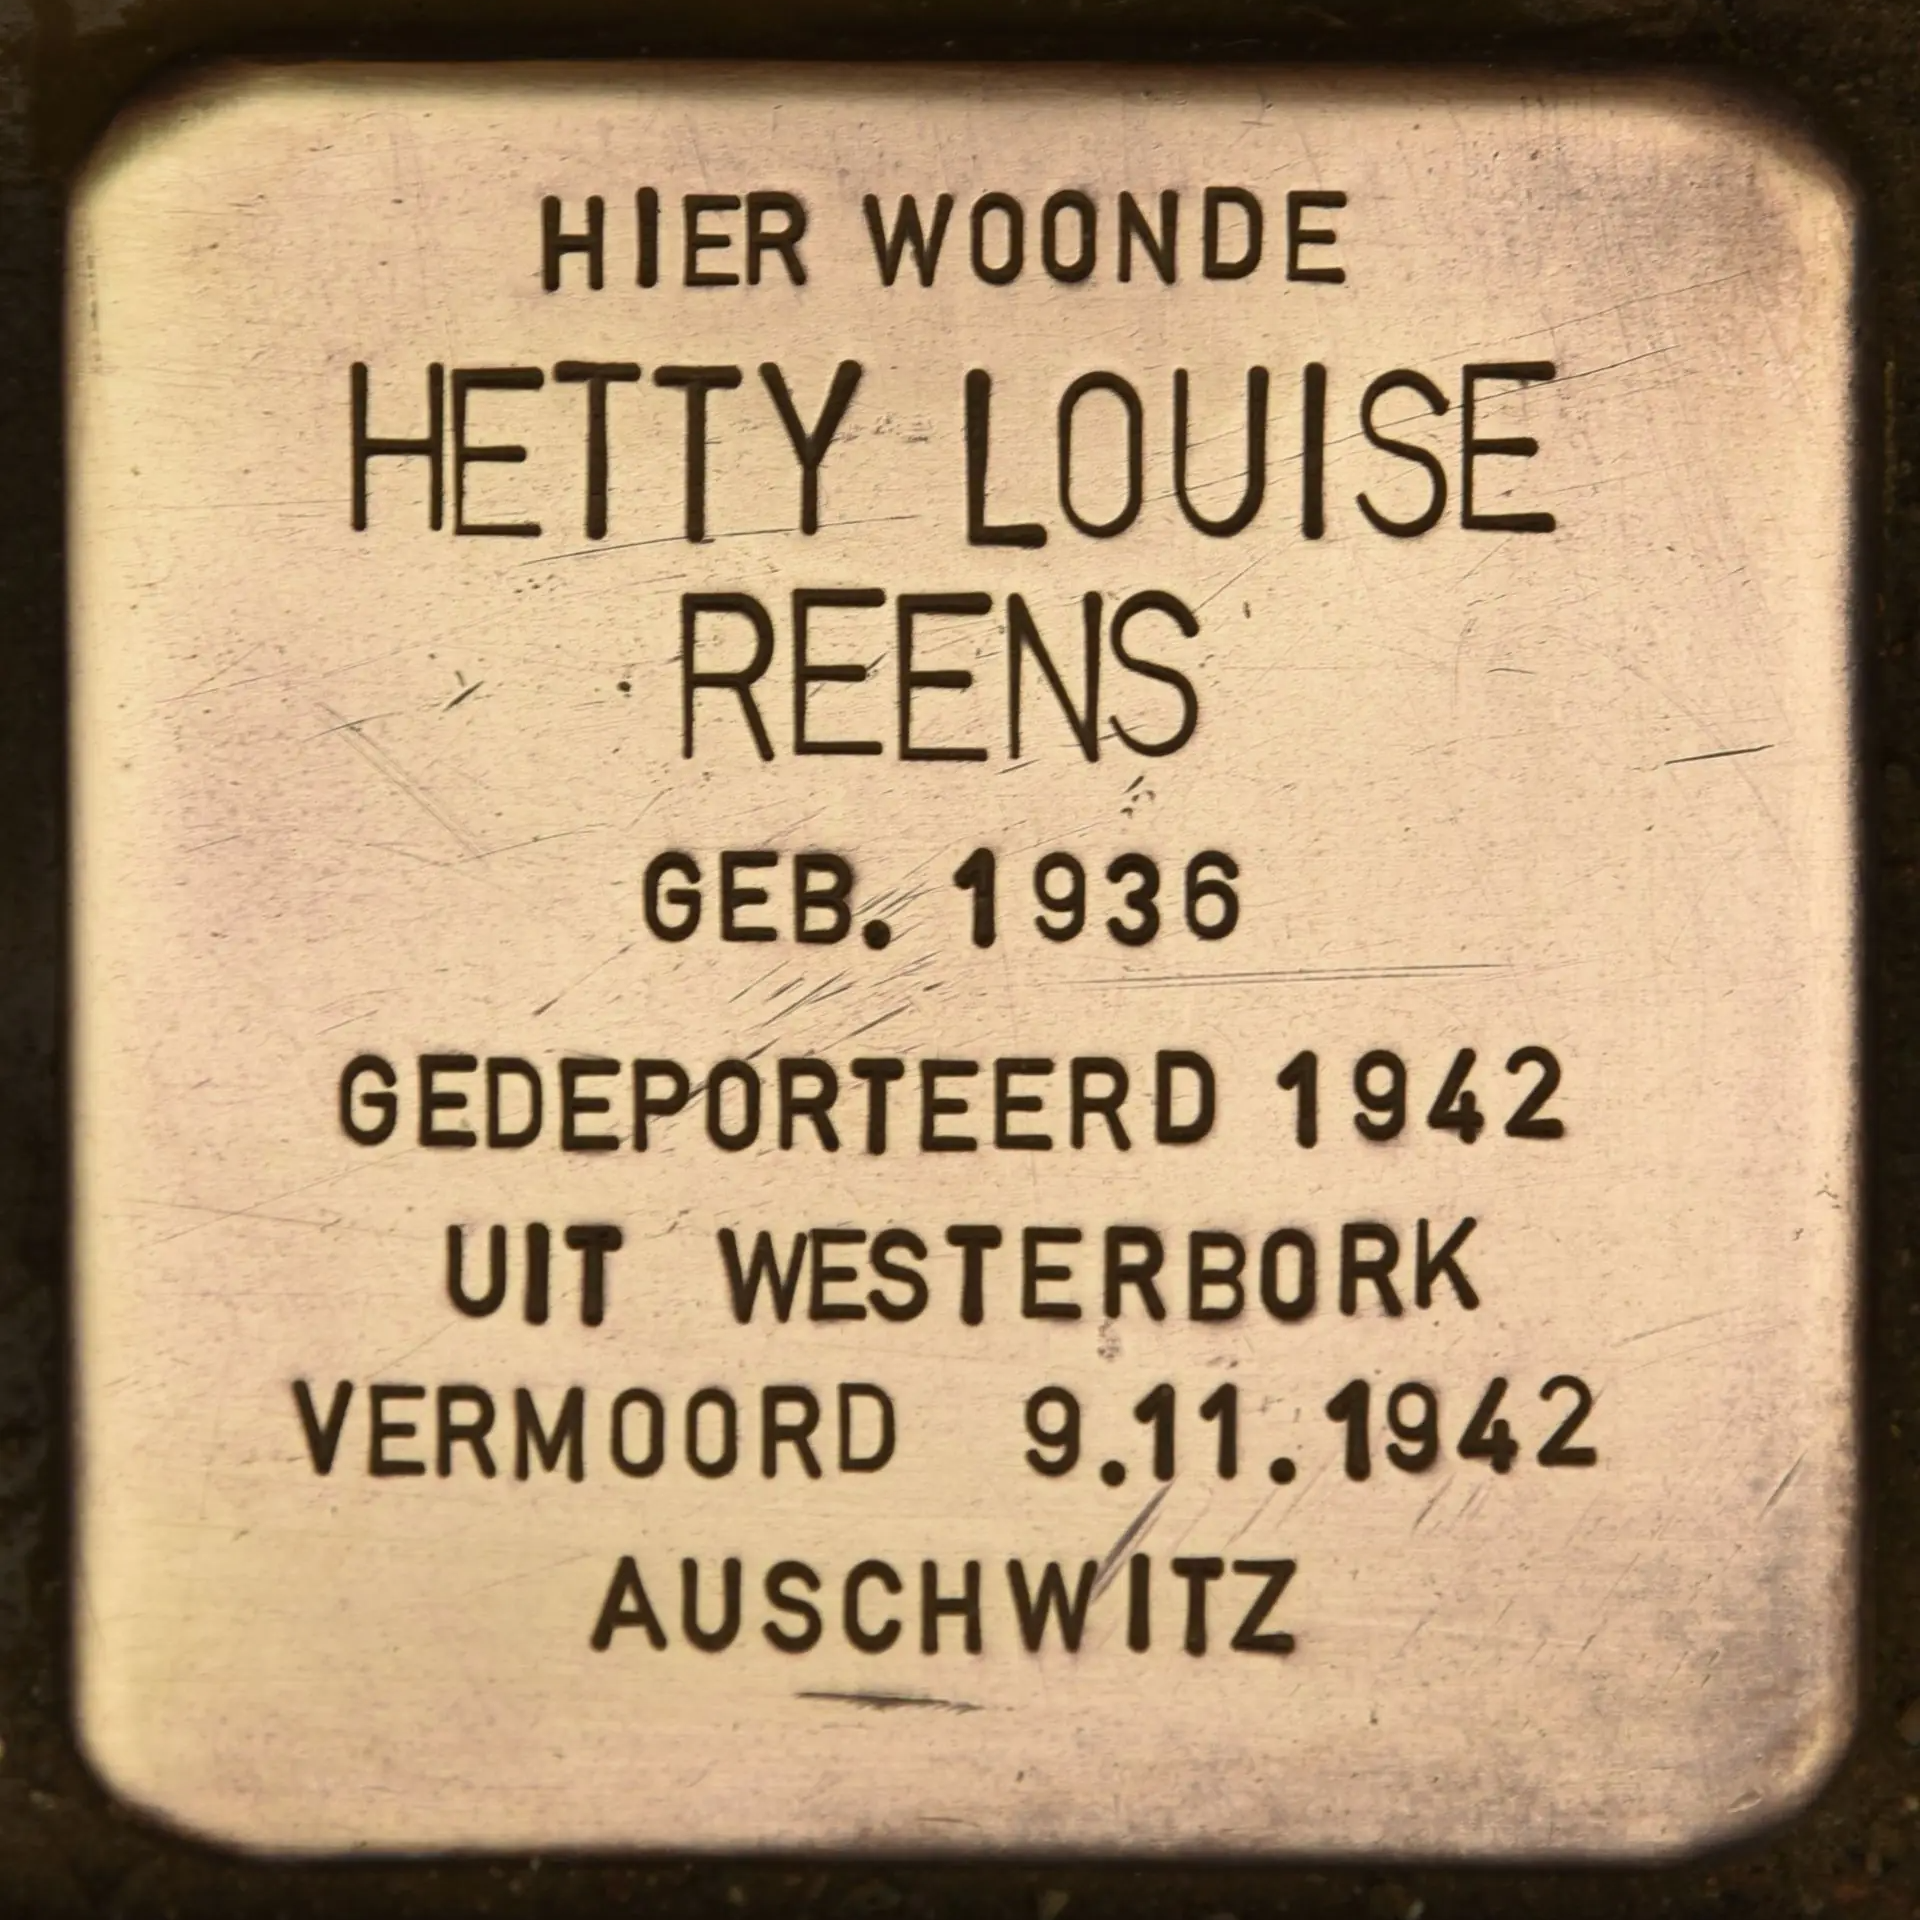 HIER WOONDE
HETTY LOUISE
REENS
GEB. 1936
GEDEPORTEERD 1942
UIT WESTERBORK
VERMOORD 9.11.1942
AUSCHWITZ